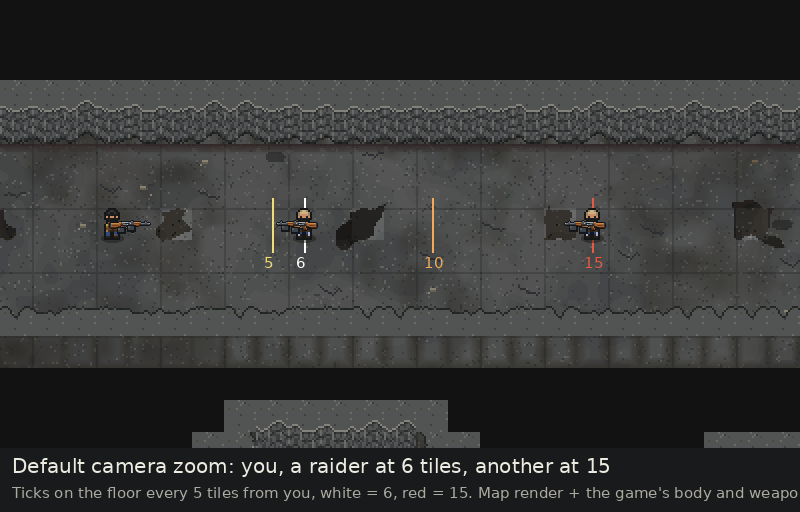 5 6 10 15
Default camera zoom: you, a raider at 6 tiles, another at 15
Ticks on the floor every 5 tiles from you, white = 6, red = 15. Map render + the game's body and weapo